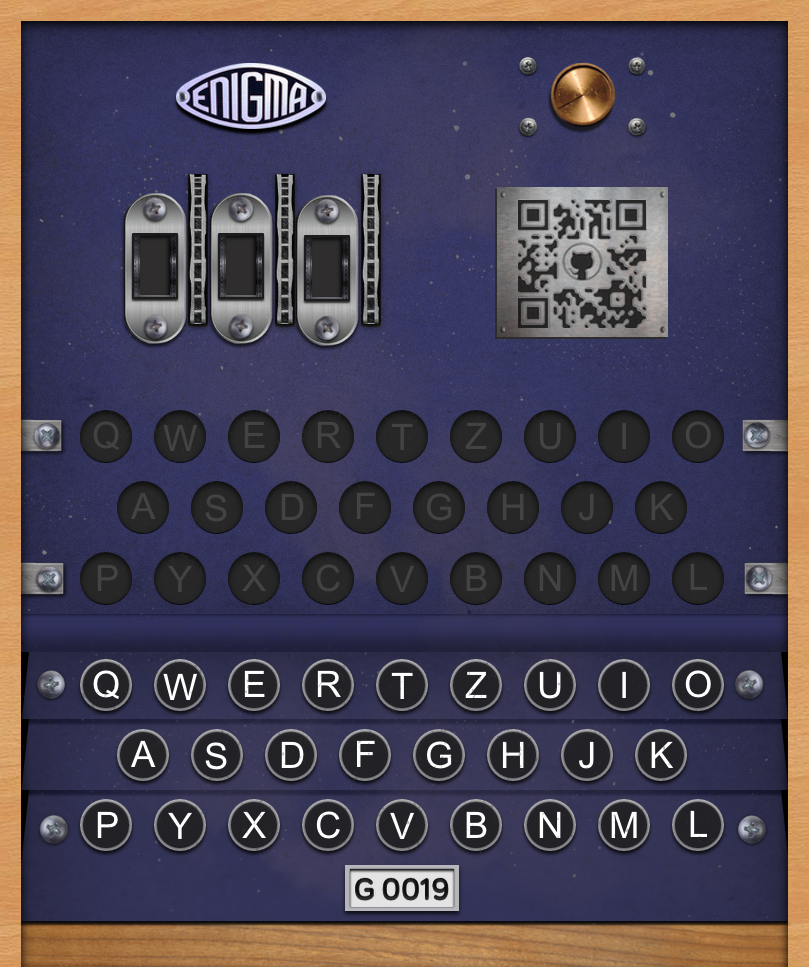 ENIGMA
Q W E R T Z U I O
A S D F G H J K
P Y X C V B N M L
Q W E R T Z U I O
A S D F G H J K
P Y X C V B N M L
G 0019